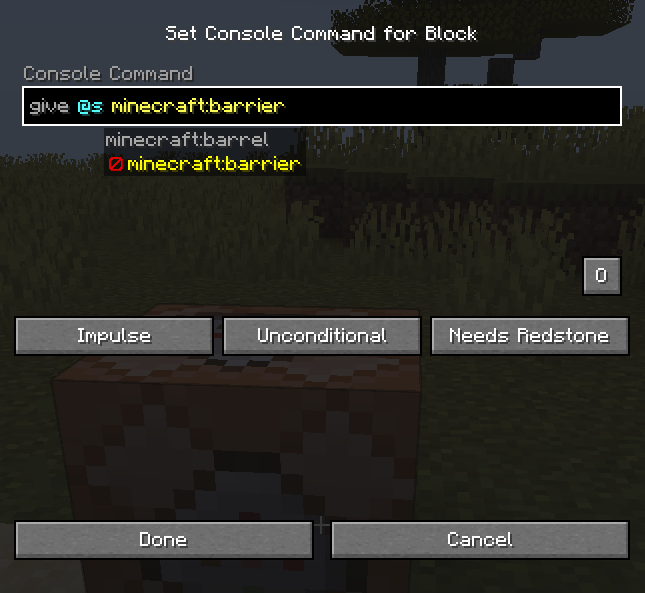 Set Console Command for Block
Console Command
give @s minecraft:barrier
minecraft:barrel
minecraft:barrier
0
Impulse Unconditional Needs Redstone
Done Cancel